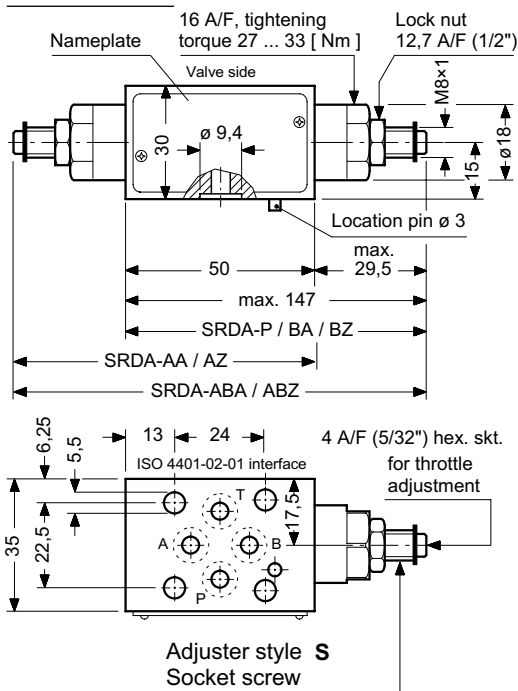 16 A/F, tightening
torque 27 ... 33 [ Nm ]
Lock nut
12,7 A/F (1/2")
Nameplate
Valve side
M8×1
30
ø 9,4
ø18
15
Location pin ø 3
max.
50
29,5
max. 147
SRDA-P / BA / BZ
SRDA-AA / AZ
SRDA-ABA / ABZ
6,25
5,5
13
24
4 A/F (5/32") hex. skt.
for throttle
adjustment
ISO 4401-02-01 interface
T
17,5
35
22,5
A
B
P
Adjuster style S
Socket screw